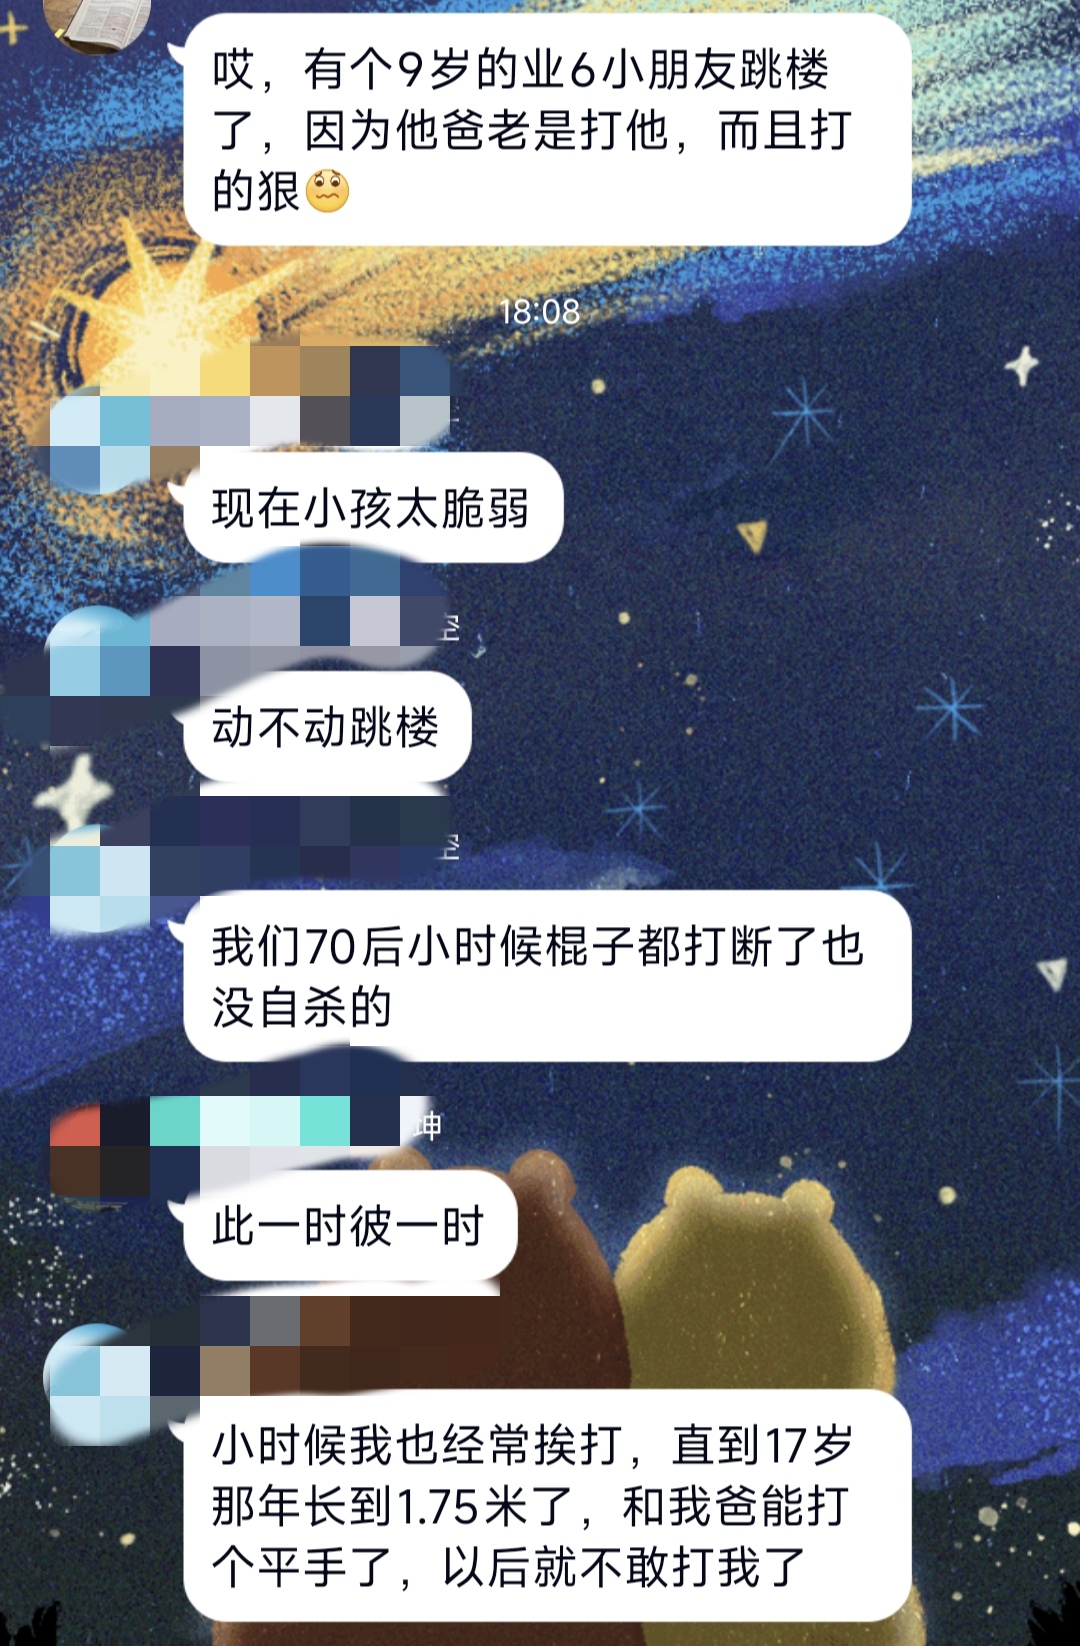 哎，有个9岁的业6小朋友跳楼
了，因为他爸老是打他，而且打
的狠😟
18:08
现在小孩太脆弱
动不动跳楼
我们70后小时候棍子都打断了也
没自杀的
坤
此一时彼一时
小时候我也经常挨打，直到17岁
那年长到1.75米了，和我爸能打
个平手了，以后就不敢打我了